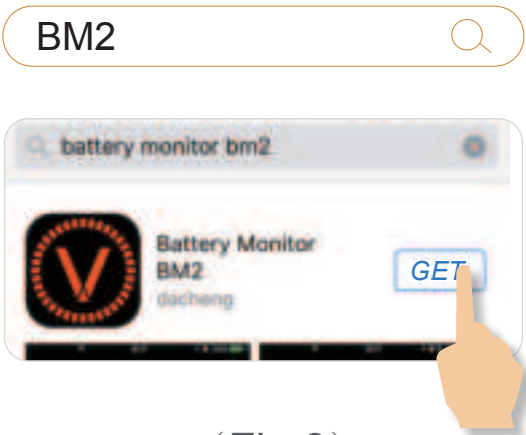 BM2
battery monitor bm2
Battery Monitor
BM2
dacheng
GET